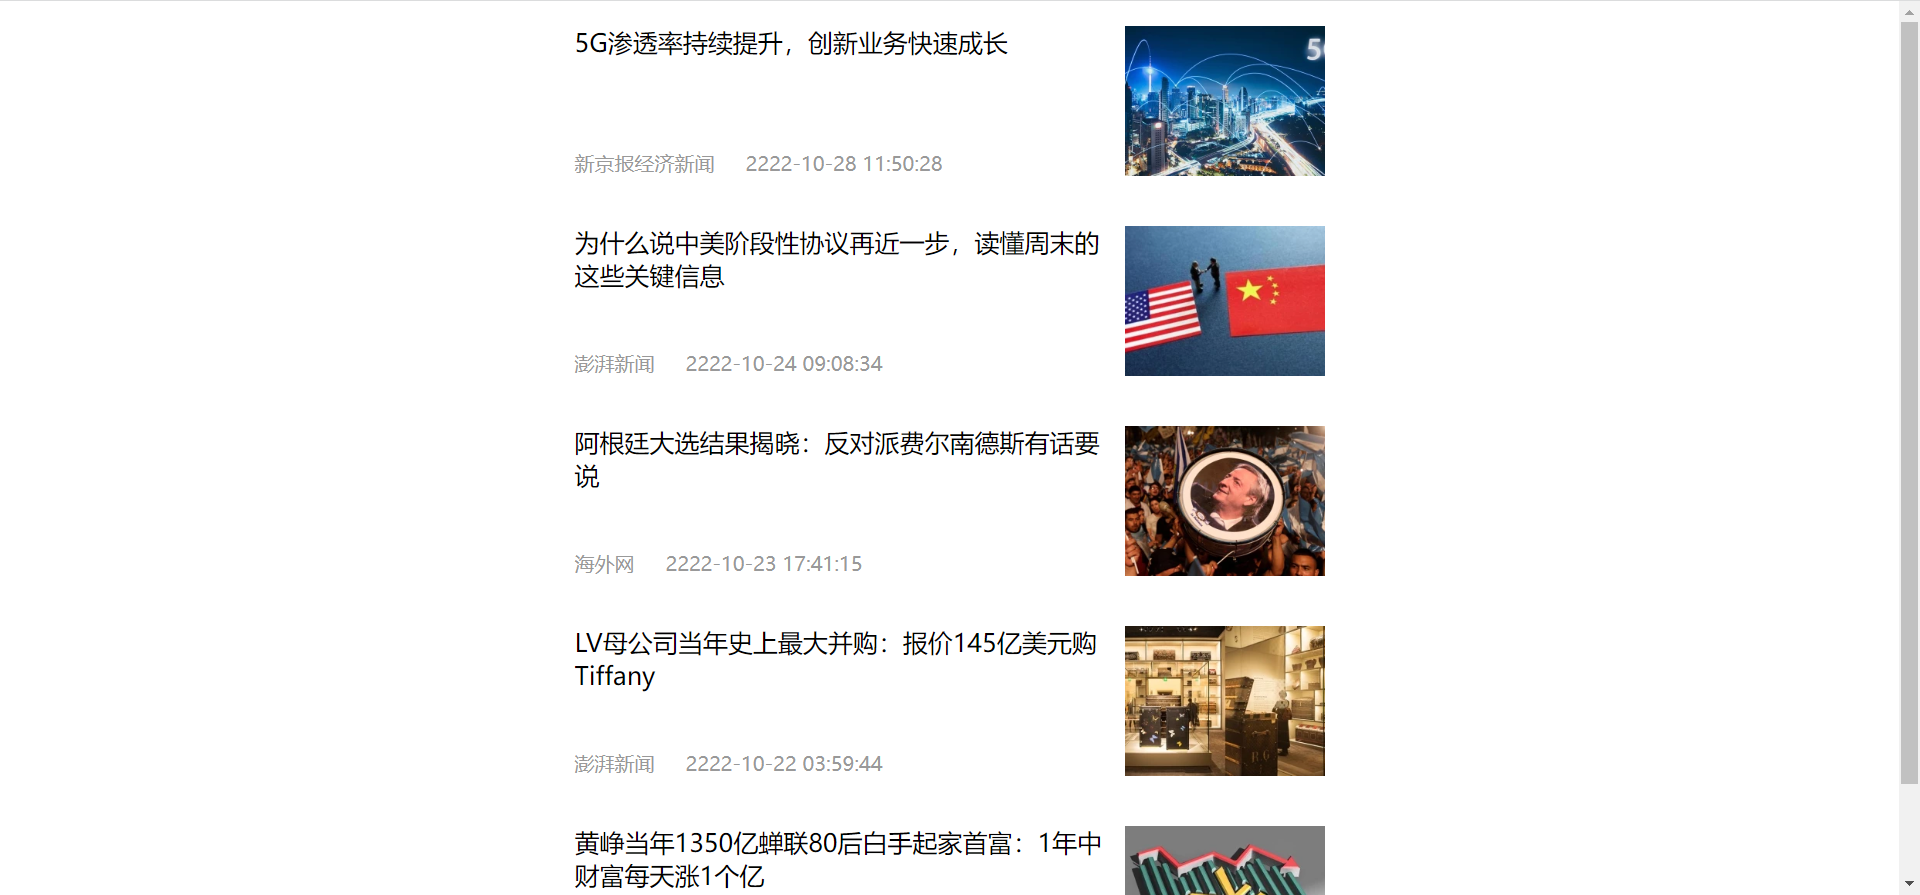 5G渗透率持续提升，创新业务快速成长
5
新京报经济新闻 2222-10-28 11:50:28
为什么说中美阶段性协议再近一步，读懂周末的
这些关键信息
澎湃新闻 2222-10-24 09:08:34
阿根廷大选结果揭晓：反对派费尔南德斯有话要
说
海外网 2222-10-23 17:41:15
LV母公司当年史上最大并购：报价145亿美元购
Tiffany
澎湃新闻 2222-10-22 03:59:44
黄峥当年1350亿蝉联80后白手起家首富：1年中
财富每天涨1个亿